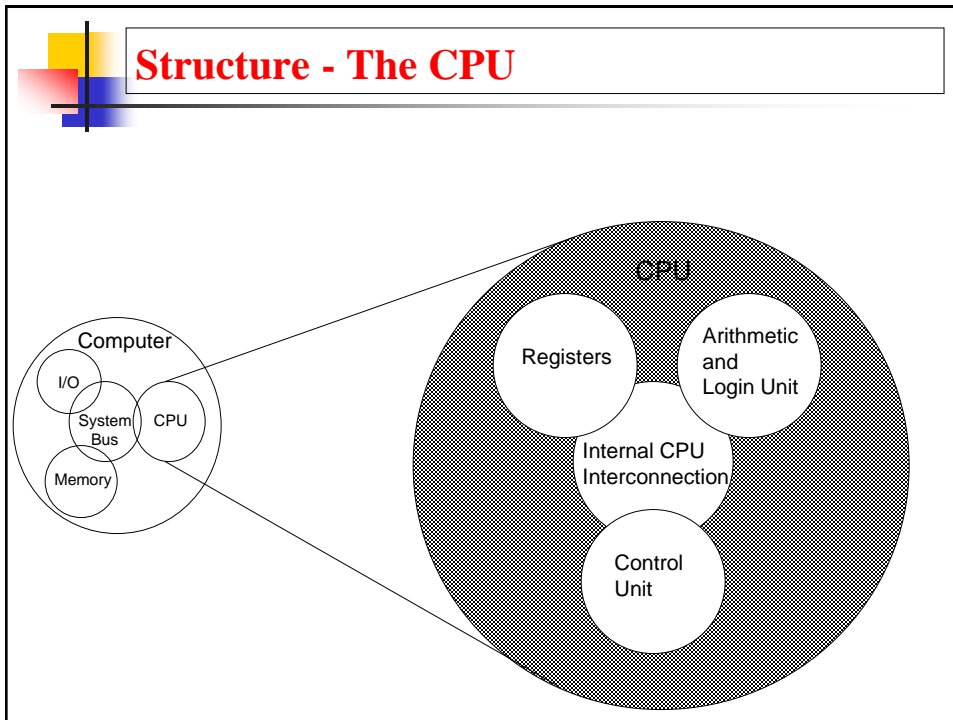 Structure - The CPU
Computer
I/O
System
Bus
CPU
Memory
CPU
Registers
Arithmetic
and
Login Unit
Internal CPU
Interconnection
Control
Unit